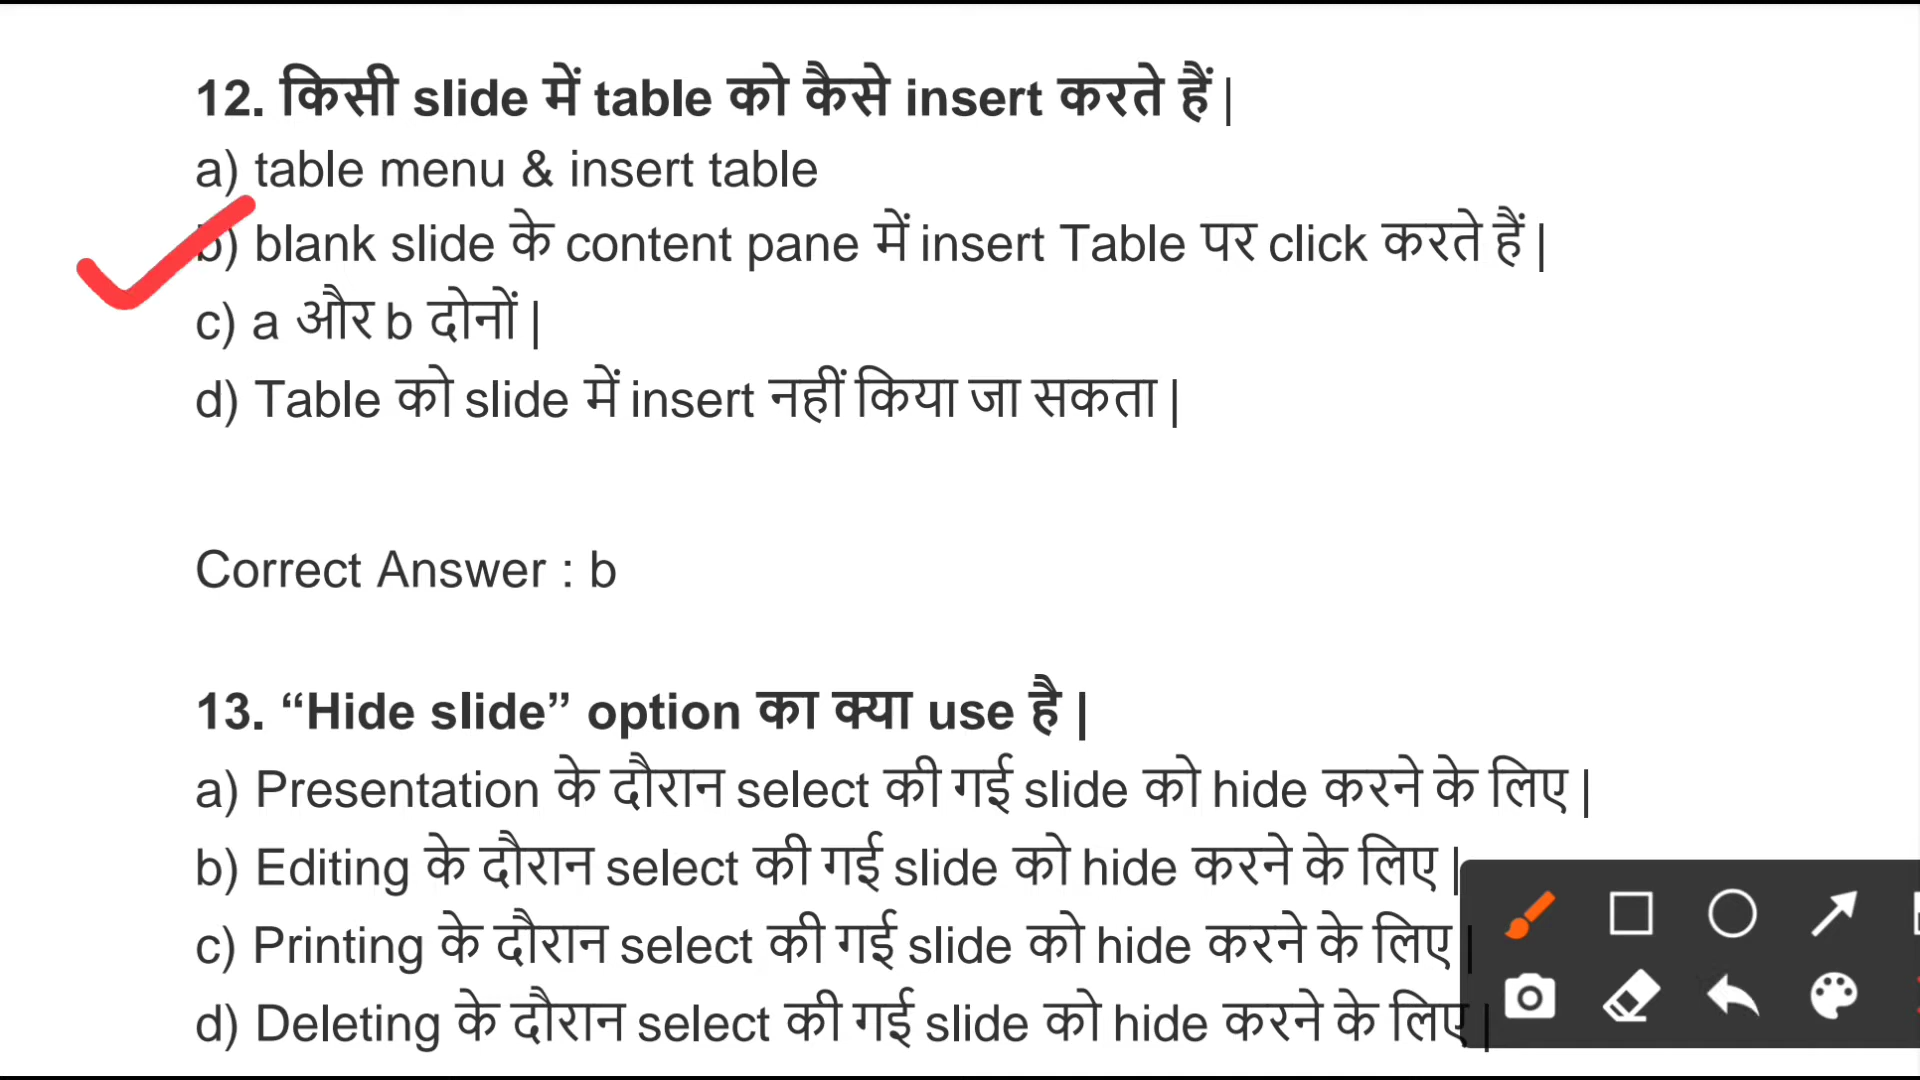 12. किसी slide में table को कैसे insert करते हैं |
a) table menu & insert table
b) blank slide के content pane में insert Table पर click करते हैं |
c) a और b दोनों |
d) Table को slide में insert नहीं किया जा सकता |
Correct Answer : b
13. “Hide slide” option का क्या use है |
a) Presentation के दौरान select की गई slide को hide करने के लिए |
b) Editing के दौरान select की गई slide को hide करने के लिए |
c) Printing के दौरान select की गई slide को hide करने के लिए |
d) Deleting के दौरान select की गई slide को hide करने के लिए |